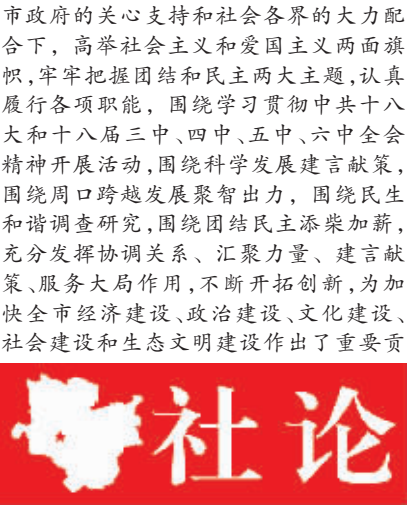 市政府的关心支持和社会各界的大力配
合下，高举社会主义和爱国主义两面旗
帜,牢牢把握团结和民主两大主题,认真
履行各项职能，围绕学习贯彻中共十八
大和十八届三中、四中、五中、六中全会
精神开展活动,围绕科学发展建言献策,
围绕周口跨越发展聚智出力，围绕民生
和谐调查研究,围绕团结民主添柴加薪,
充分发挥协调关系、汇聚力量、建言献
策、服务大局作用,不断开拓创新,为加
快全市经济建设、政治建设、文化建设、
社会建设和生态文明建设作出了重要贡
社论